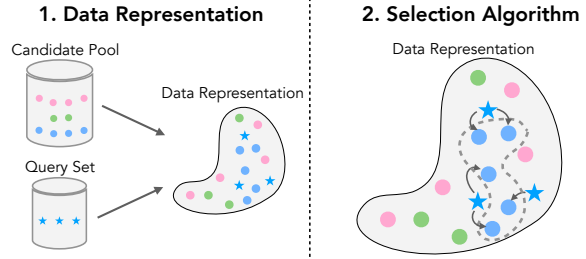 1. Data Representation
Candidate Pool
Data Representation
Query Set
2. Selection Algorithm
Data Representation